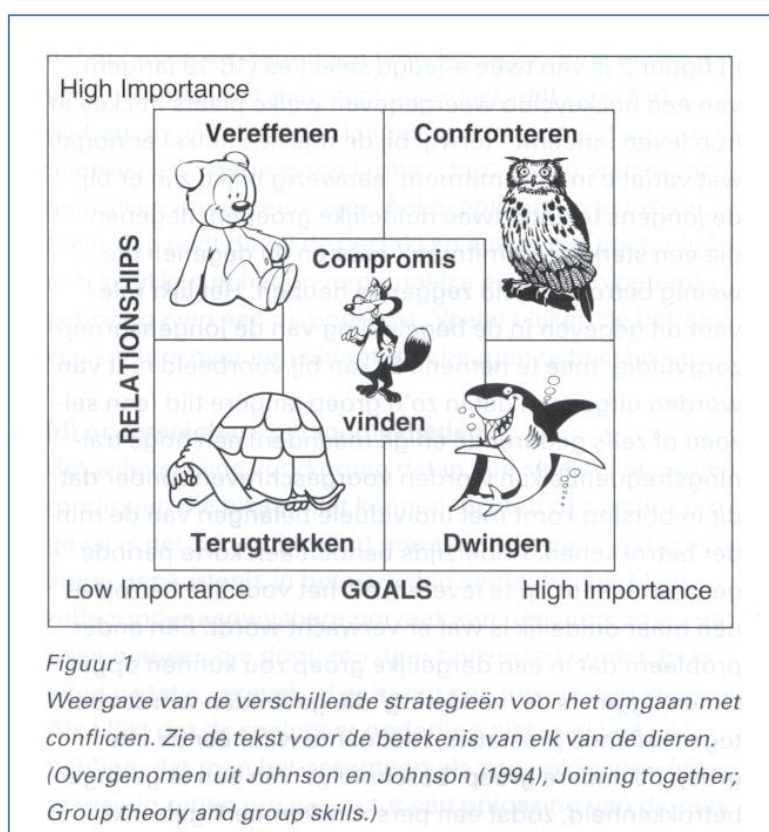 High Importance
Vereffenen Confronteren
RELATIONSHIPS
Compromis
vinden
Terugtrekken Dwingen
Low Importance GOALS High Importance
Figuur 1
Weergave van de verschillende strategieën voor het omgaan met
conflicten. Zie de tekst voor de betekenis van elk van de dieren.
(Overgenomen uit Johnson en Johnson (1994), Joining together;
Group theory and group skills.)